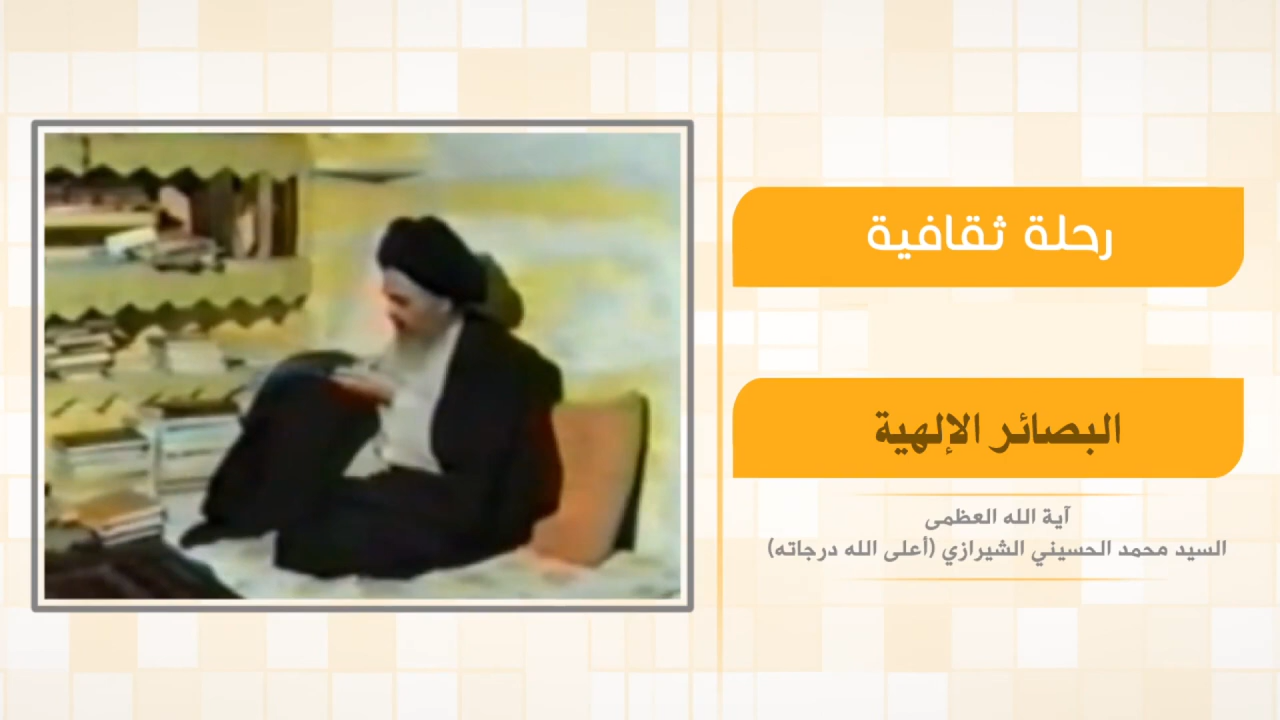 رحلة ثقافية
البصائر الإلهية
آية الله العظمى
السيد محمد الحسيني الشيرازي (أعلى الله درجاته)